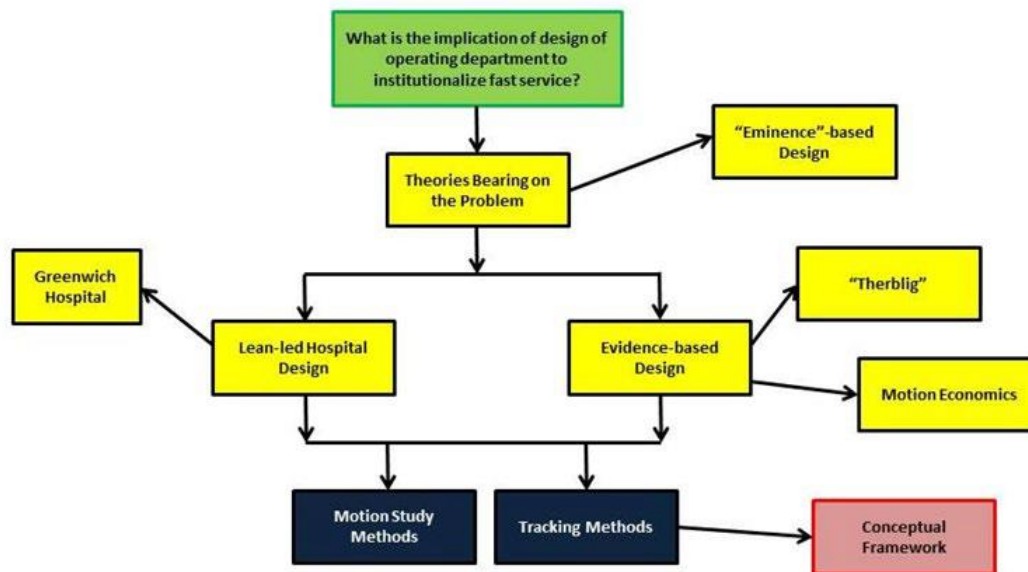 What is the implication of design of
operating department to
institutionalize fast service?
“Eminence”-based
Design
Theories Bearing on
the Problem
Greenwich
Hospital
“Therblig”
Lean-led Hospital
Design
Evidence-based
Design
Motion Economics
Motion Study
Methods
Tracking Methods
Conceptual
Framework